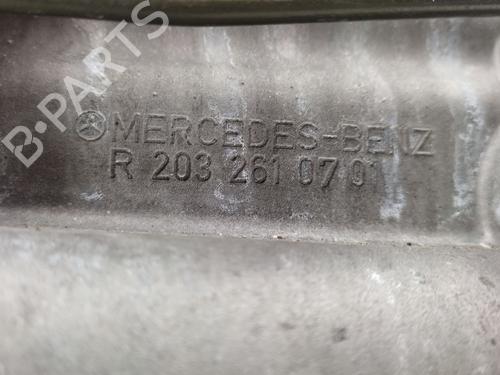 B-PARTS
MERCEDES-BENZ
R 203 261 07 01